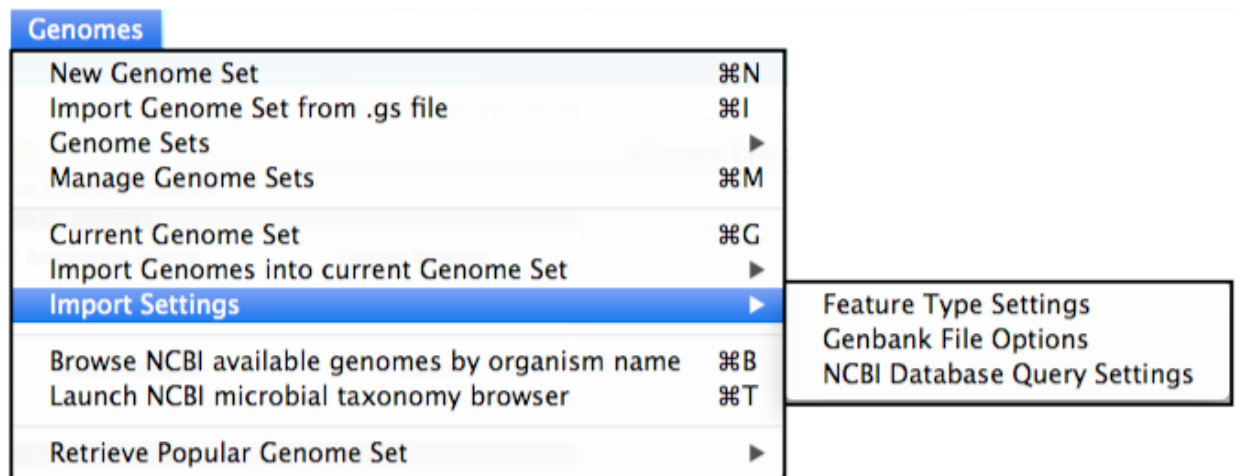 Genomes
New Genome Set ⌘N
Import Genome Set from .gs file ⌘I
Genome Sets ▶
Manage Genome Sets ⌘M
Current Genome Set ⌘G
Import Genomes into current Genome Set ▶
Import Settings ▶
Feature Type Settings
Genbank File Options
NCBI Database Query Settings
Browse NCBI available genomes by organism name ⌘B
Launch NCBI microbial taxonomy browser ⌘T
Retrieve Popular Genome Set ▶